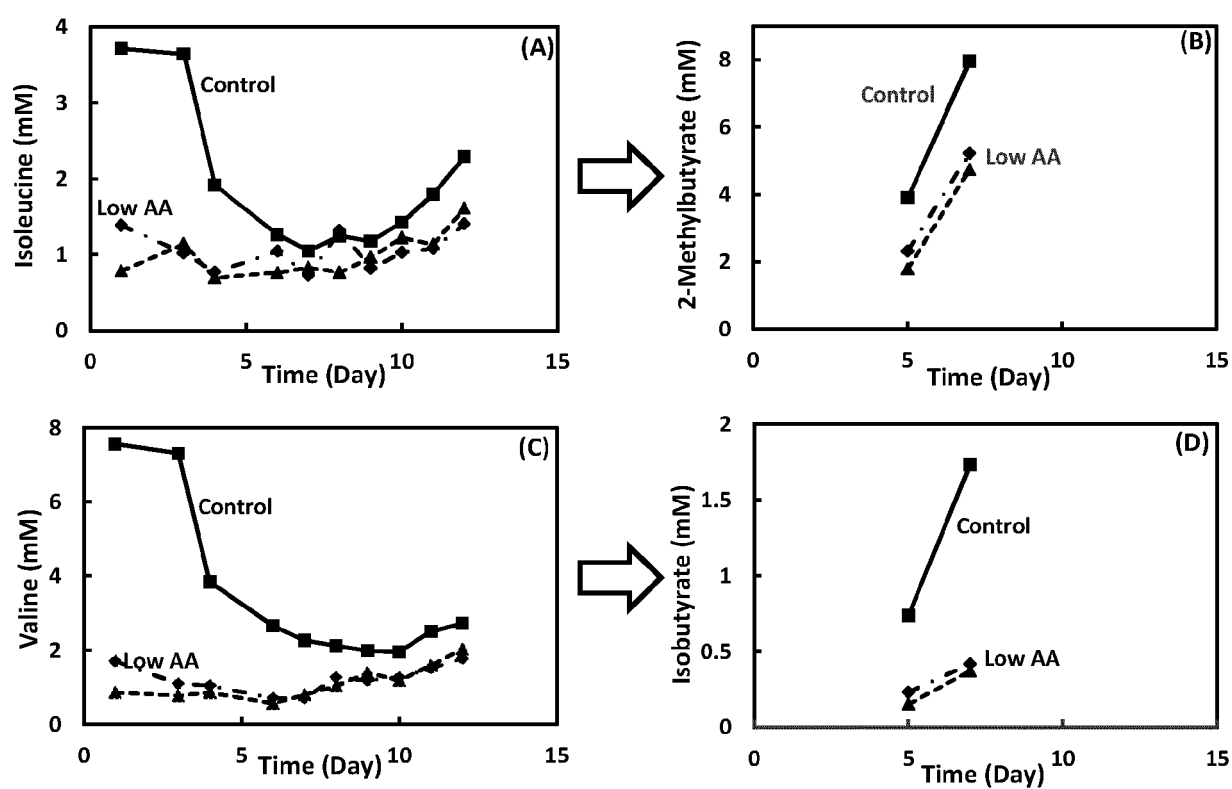 (A)
Isoleucine (mM)
4
3
2
1
0
Control
Low AA
0 5 10 15
Time (Day)
(B)
2-Methylbutyrate (mM)
8
6
4
2
0
Control
Low AA
0 5 10 15
Time (Day)
(C)
Valine (mM)
8
6
4
2
0
Control
Low AA
0 5 10 15
Time (Day)
(D)
Isobutyrate (mM)
2
1.5
1
0.5
0
Control
Low AA
0 5 10 15
Time (Day)